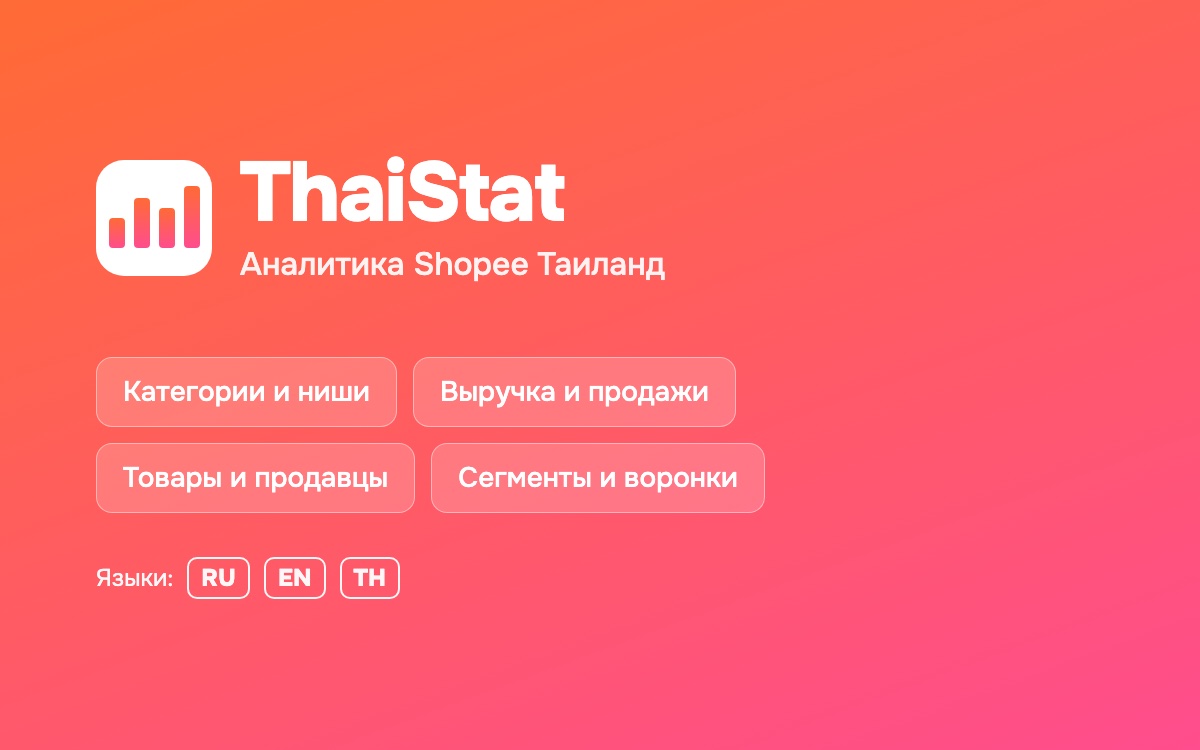 ThaiStat
Аналитика Shopee Таиланд
Категории и ниши
Выручка и продажи
Товары и продавцы
Сегменты и воронки
Языки: RU EN TH